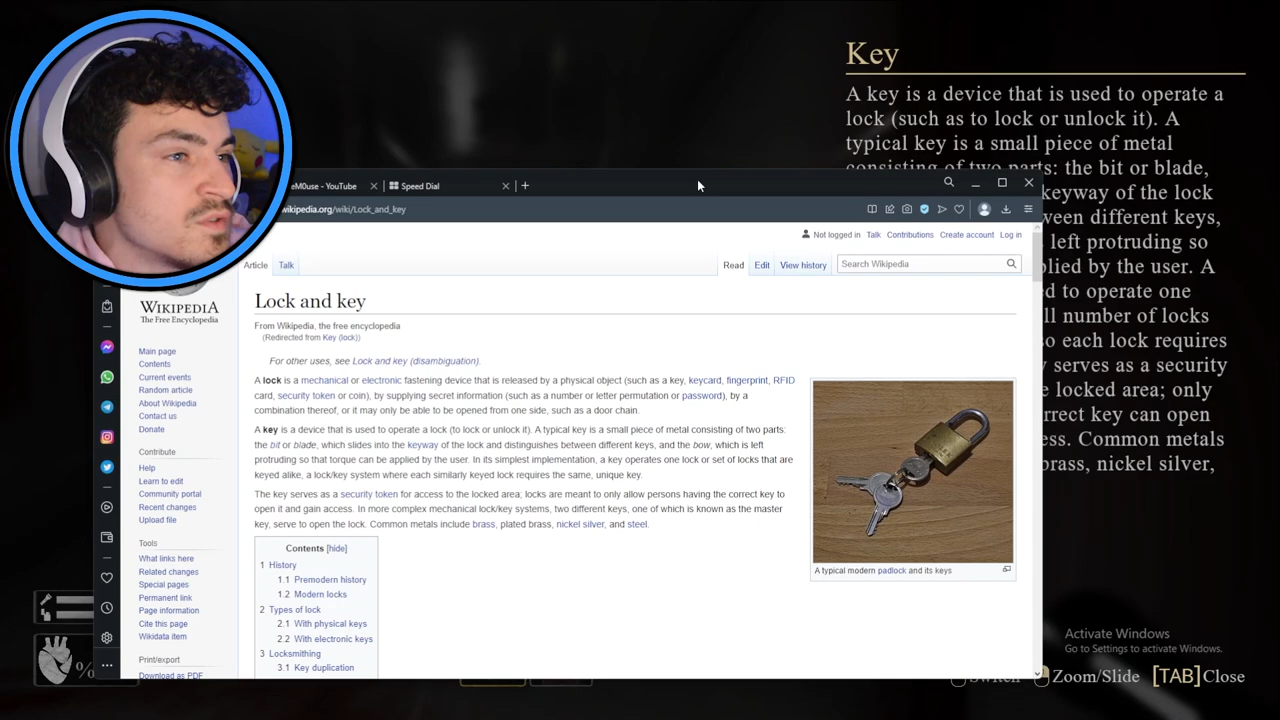 Key
A key is a device that is used to operate a
lock (such as to lock or unlock it). A
typical key is a small piece of metal
consisting of two parts: the bit or blade,
keyway of the lock
ween different keys,
left protruding so
plied by the user. A
ed to operate one
ll number of locks
so each lock requires
y serves as a security
e locked area; only
rrect key can open
ess. Common metals
brass, nickel silver,
eM0use - YouTube
Speed Dial
wikipedia.org/wiki/Lock_and_key
Not logged in Talk Contributions Create account Log in
Article Talk
Read Edit View history
Search Wikipedia
WIKIPEDIA
The Free Encyclopedia
Main page
Contents
Current events
Random article
About Wikipedia
Contact us
Donate
Contribute
Help
Learn to edit
Community portal
Recent changes
Upload file
Tools
What links here
Related changes
Special pages
Permanent link
Page information
Cite this page
Wikidata item
Print/export
Download as PDF
Lock and key
From Wikipedia, the free encyclopedia
(Redirected from Key (lock))
For other uses, see Lock and key (disambiguation).
A lock is a mechanical or electronic fastening device that is released by a physical object (such as a key, keycard, fingerprint, RFID
card, security token or coin), by supplying secret information (such as a number or letter permutation or password), by a
combination thereof, or it may only be able to be opened from one side, such as a door chain.
A key is a device that is used to operate a lock (to lock or unlock it). A typical key is a small piece of metal consisting of two parts:
the bit or blade, which slides into the keyway of the lock and distinguishes between different keys, and the bow, which is left
protruding so that torque can be applied by the user. In its simplest implementation, a key operates one lock or set of locks that are
keyed alike, a lock/key system where each similarly keyed lock requires the same, unique key.
The key serves as a security token for access to the locked area, locks are meant to only allow persons having the correct key to
open it and gain access. In more complex mechanical lock/key systems, two different keys, one of which is known as the master
key, serve to open the lock. Common metals include brass, plated brass, nickel silver, and steel.
A typical modern padlock and its keys
Contents [hide]
1 History
1.1 Premodern history
1.2 Modern locks
2 Types of lock
2.1 With physical keys
2.2 With electronic keys
3 Locksmithing
3.1 Key duplication
%
Activate Windows
Go to Settings to activate Windows.
Zoom/Slide [TAB] Close